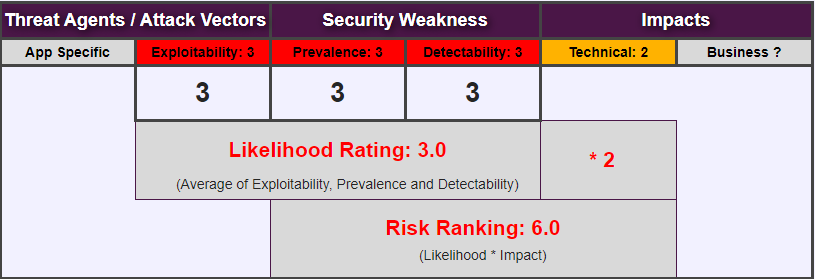 Threat Agents / Attack Vectors Security Weakness Impacts
App Specific Exploitability: 3 Prevalence: 3 Detectability: 3 Technical: 2 Business ?
3 3 3
Likelihood Rating: 3.0
* 2
(Average of Exploitability, Prevalence and Detectability)
Risk Ranking: 6.0
(Likelihood * Impact)